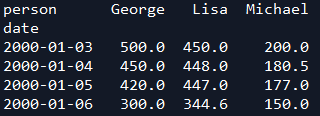 person George Lisa Michael
date
2000-01-03 500.0 450.0 200.0
2000-01-04 450.0 448.0 180.5
2000-01-05 420.0 447.0 177.0
2000-01-06 300.0 344.6 150.0